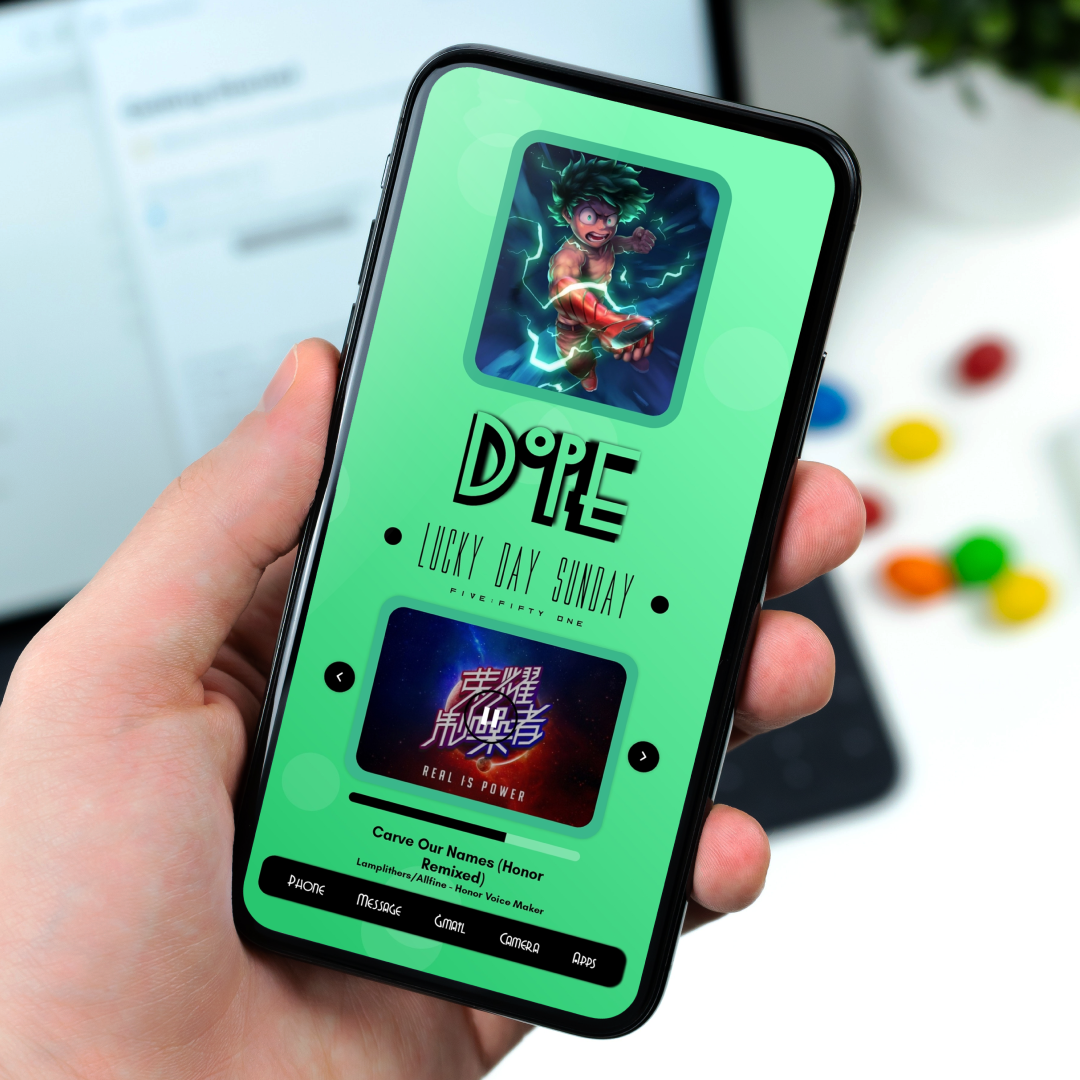 DOPE
LUCKY DAY SUNDAY
FIVE:FIFTY ONE
荣耀
制噪者
REAL IS POWER
Carve Our Names (Honor
Remixed)
Lamplithers/Allfine - Honor Voice Maker
Phone
Message
Gmail
Camera
Apps